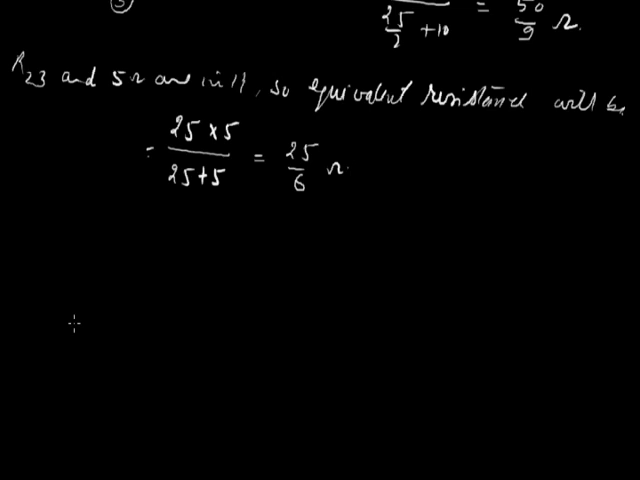 (3)
25/2 + 10 = 50/9 Ω.
R23 and 5Ω are in ||, so equivalent resistance will be
= 25 × 5 / 25 + 5 = 25/6 Ω.